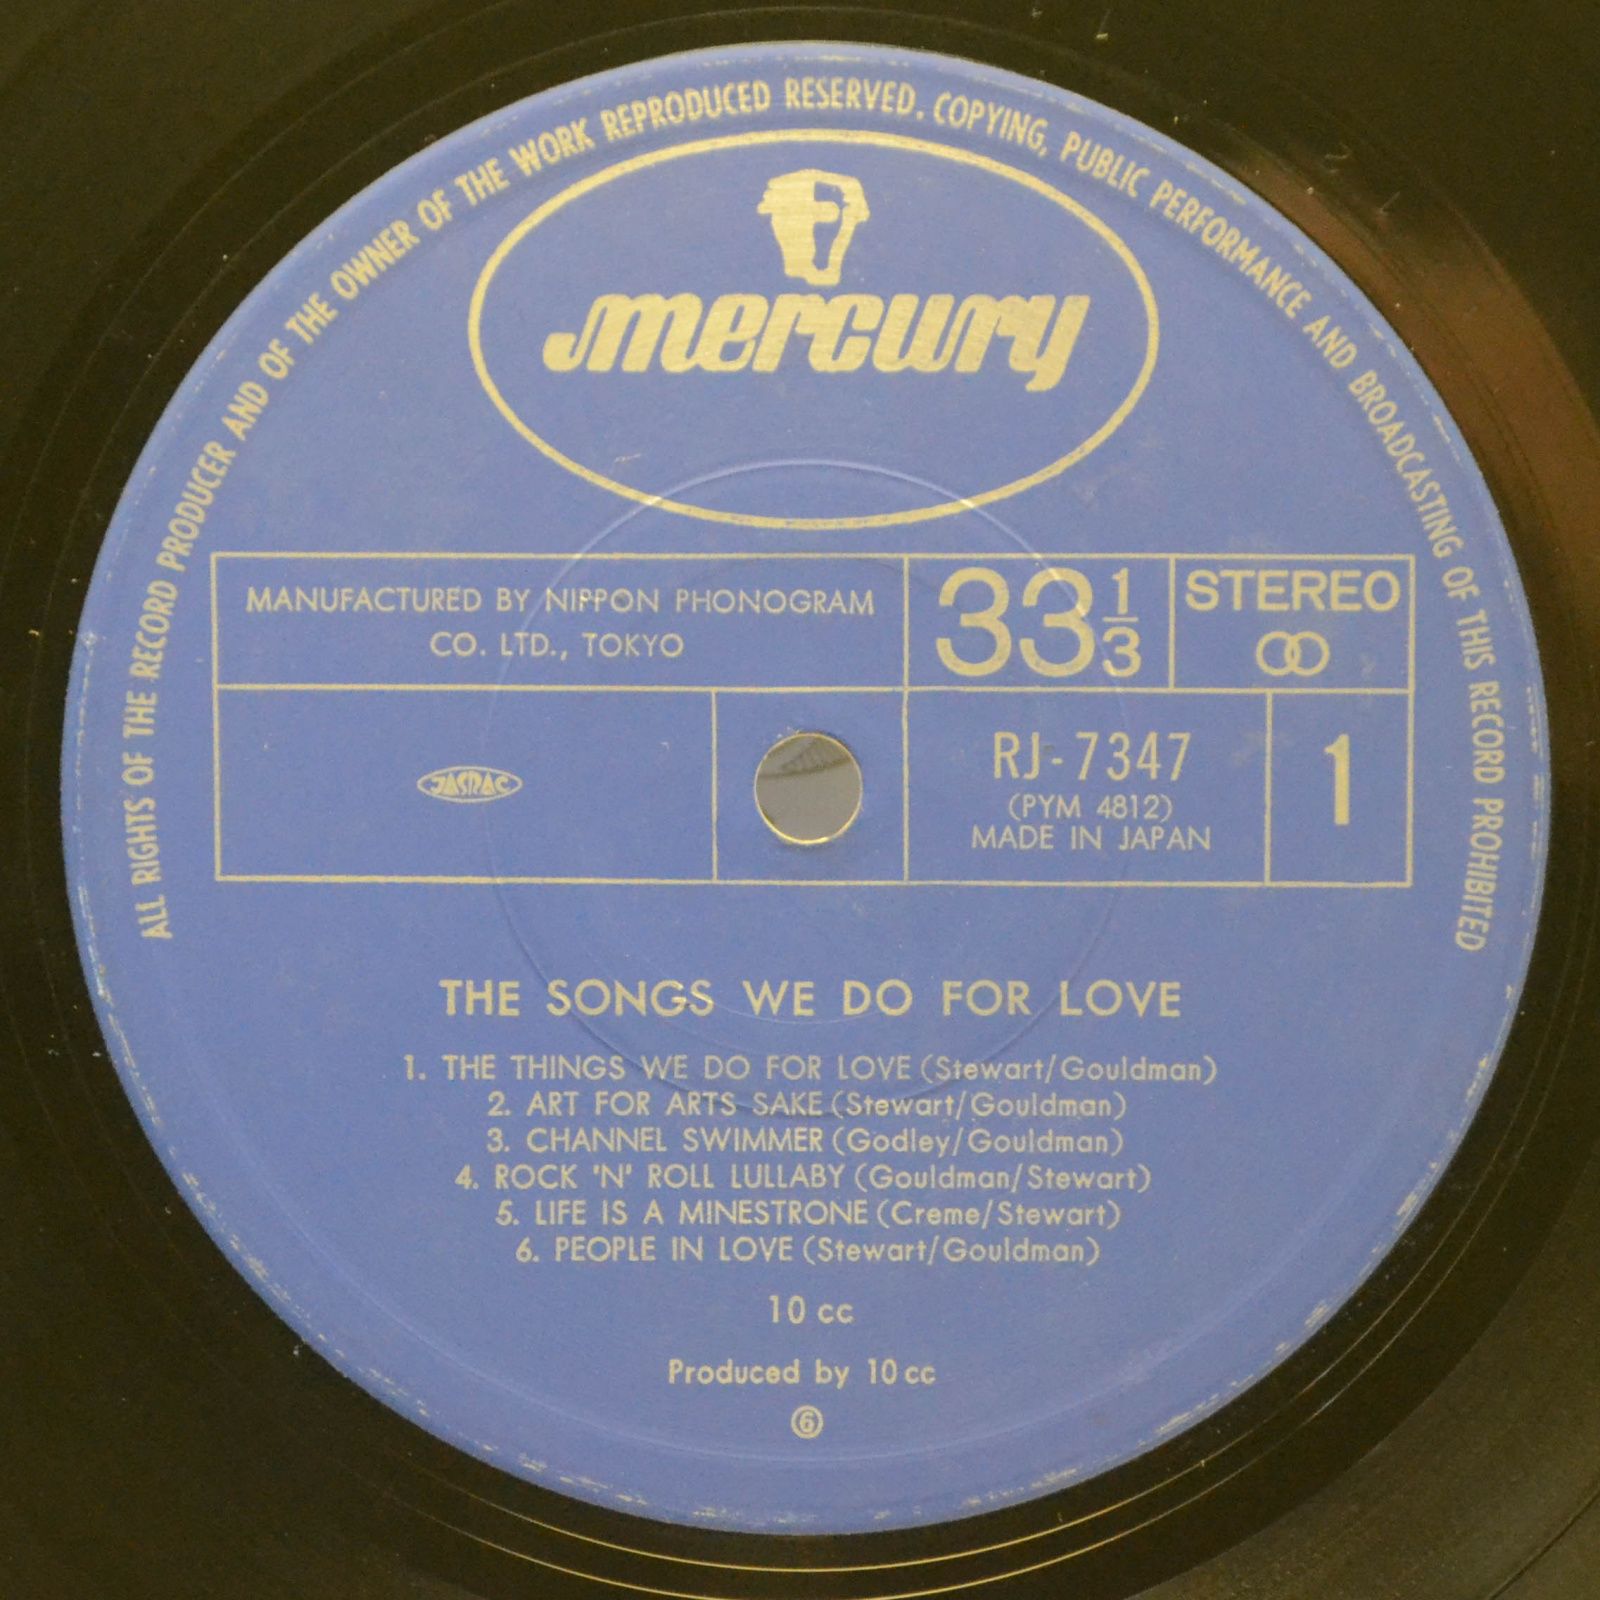 ALL RIGHTS OF THE RECORD PRODUCER AND OF THE OWNER OF THE WORK REPRODUCED RESERVED. COPYING, PUBLIC PERFORMANCE AND BROADCASTING OF THIS RECORD PROHIBITED
mercury
MANUFACTURED BY NIPPON PHONOGRAM
CO. LTD., TOKYO
33 1/3
STEREO
JASRAC
RJ-7347
(PYM 4812)
MADE IN JAPAN
1
THE SONGS WE DO FOR LOVE
1. THE THINGS WE DO FOR LOVE (Stewart/Gouldman)
2. ART FOR ARTS SAKE (Stewart/Gouldman)
3. CHANNEL SWIMMER (Godley/Gouldman)
4. ROCK 'N' ROLL LULLABY (Gouldman/Stewart)
5. LIFE IS A MINESTRONE (Creme/Stewart)
6. PEOPLE IN LOVE (Stewart/Gouldman)
10 cc
Produced by 10 cc
⑥